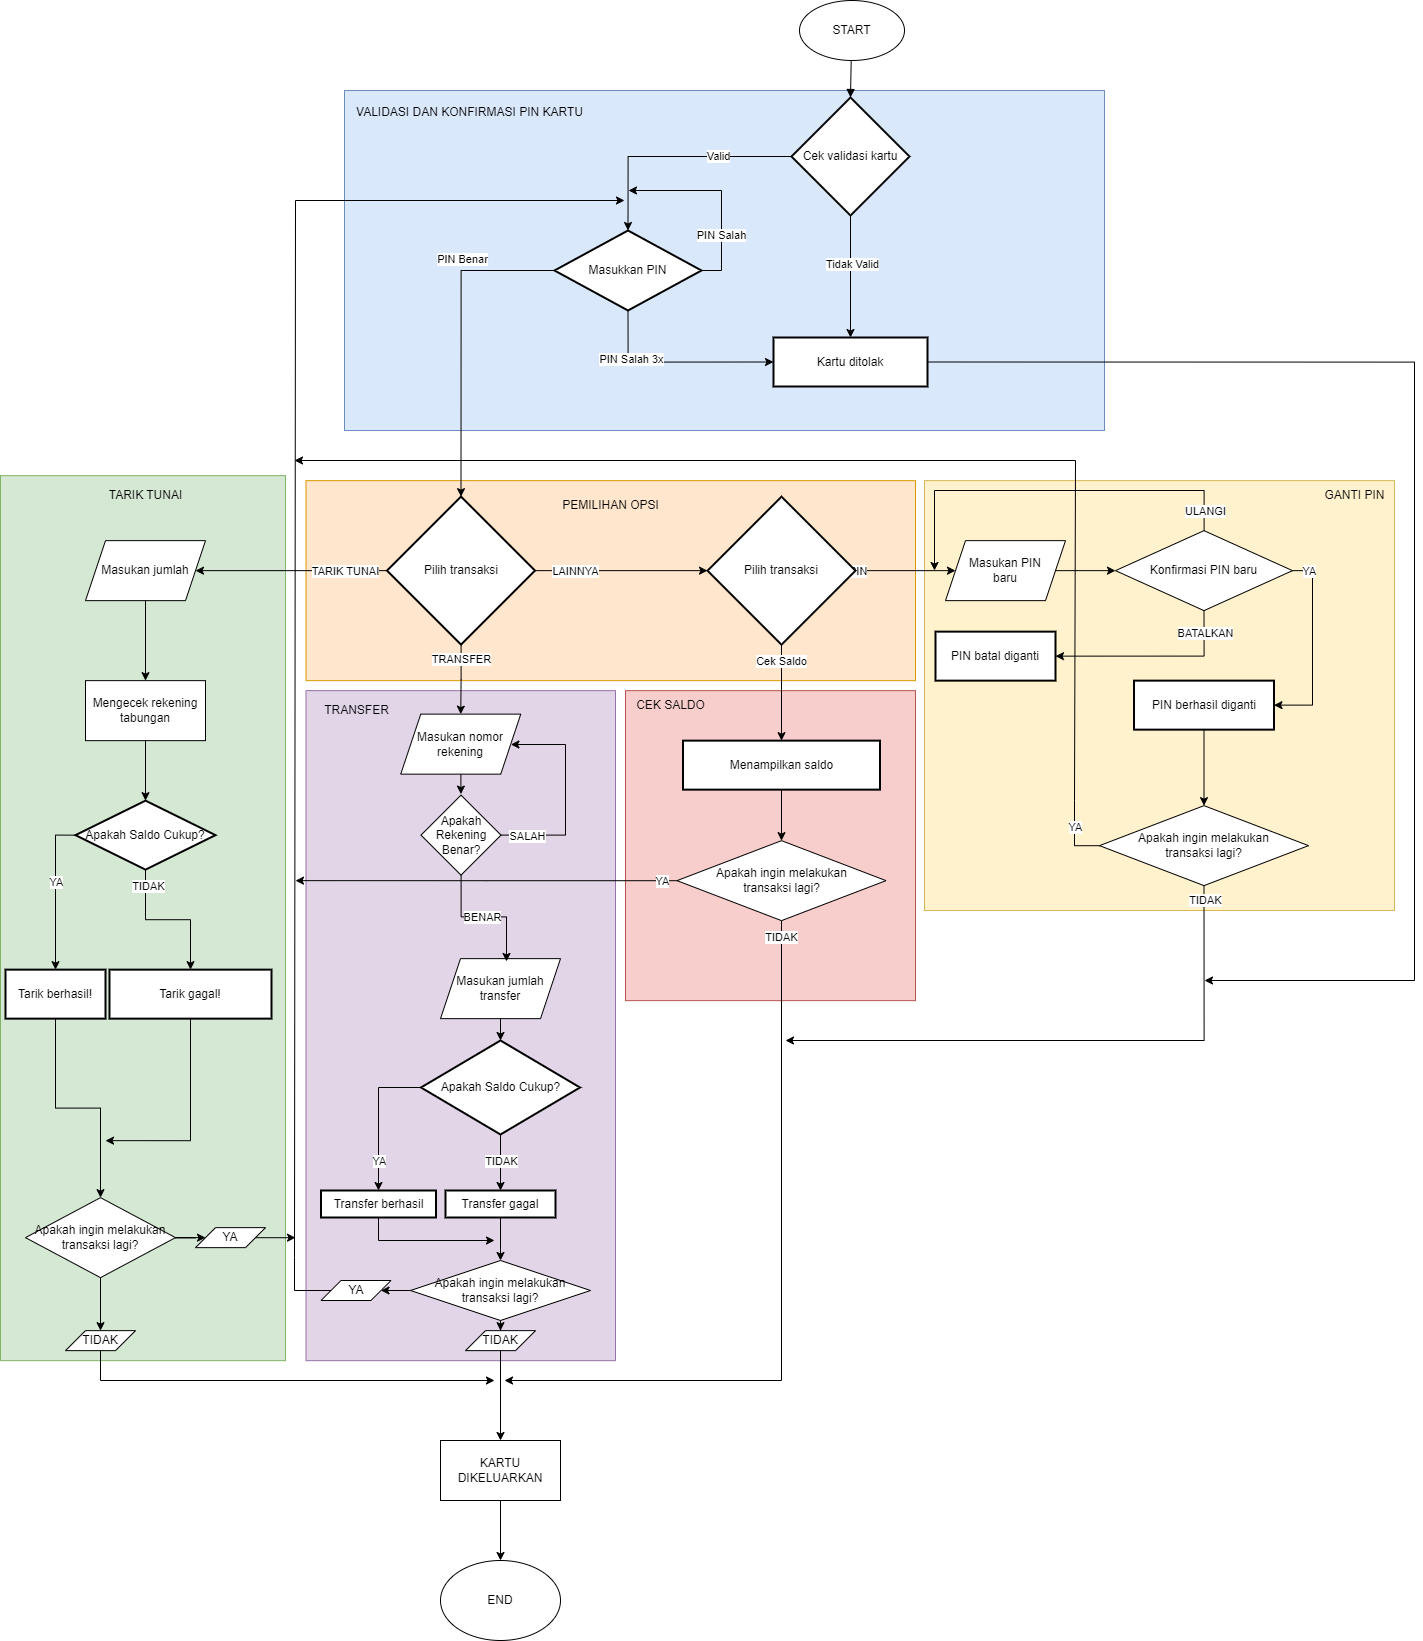 START
VALIDASI DAN KONFIRMASI PIN KARTU
Cek validasi kartu
Valid
PIN Salah
PIN Benar
Masukkan PIN
Tidak Valid
PIN Salah 3x
Kartu ditolak
TARIK TUNAI
Masukan jumlah
Mengecek rekening
tabungan
Apakah Saldo Cukup?
YA
TIDAK
Tarik berhasil!
Tarik gagal!
Apakah ingin melakukan
transaksi lagi?
YA
TIDAK
PEMILIHAN OPSI
TARIK TUNAI
Pilih transaksi
LAINNYA
Pilih transaksi
IN
TRANSFER
Cek Saldo
TRANSFER
Masukan nomor
rekening
Apakah
Rekening
Benar?
SALAH
BENAR
Masukan jumlah
transfer
Apakah Saldo Cukup?
YA
TIDAK
Transfer berhasil
Transfer gagal
Apakah ingin melakukan
transaksi lagi?
YA
TIDAK
CEK SALDO
Menampilkan saldo
Apakah ingin melakukan
transaksi lagi?
YA
TIDAK
GANTI PIN
ULANGI
Masukan PIN
baru
Konfirmasi PIN baru
YA
BATALKAN
PIN batal diganti
PIN berhasil diganti
Apakah ingin melakukan
transaksi lagi?
YA
TIDAK
KARTU
DIKELUARKAN
END